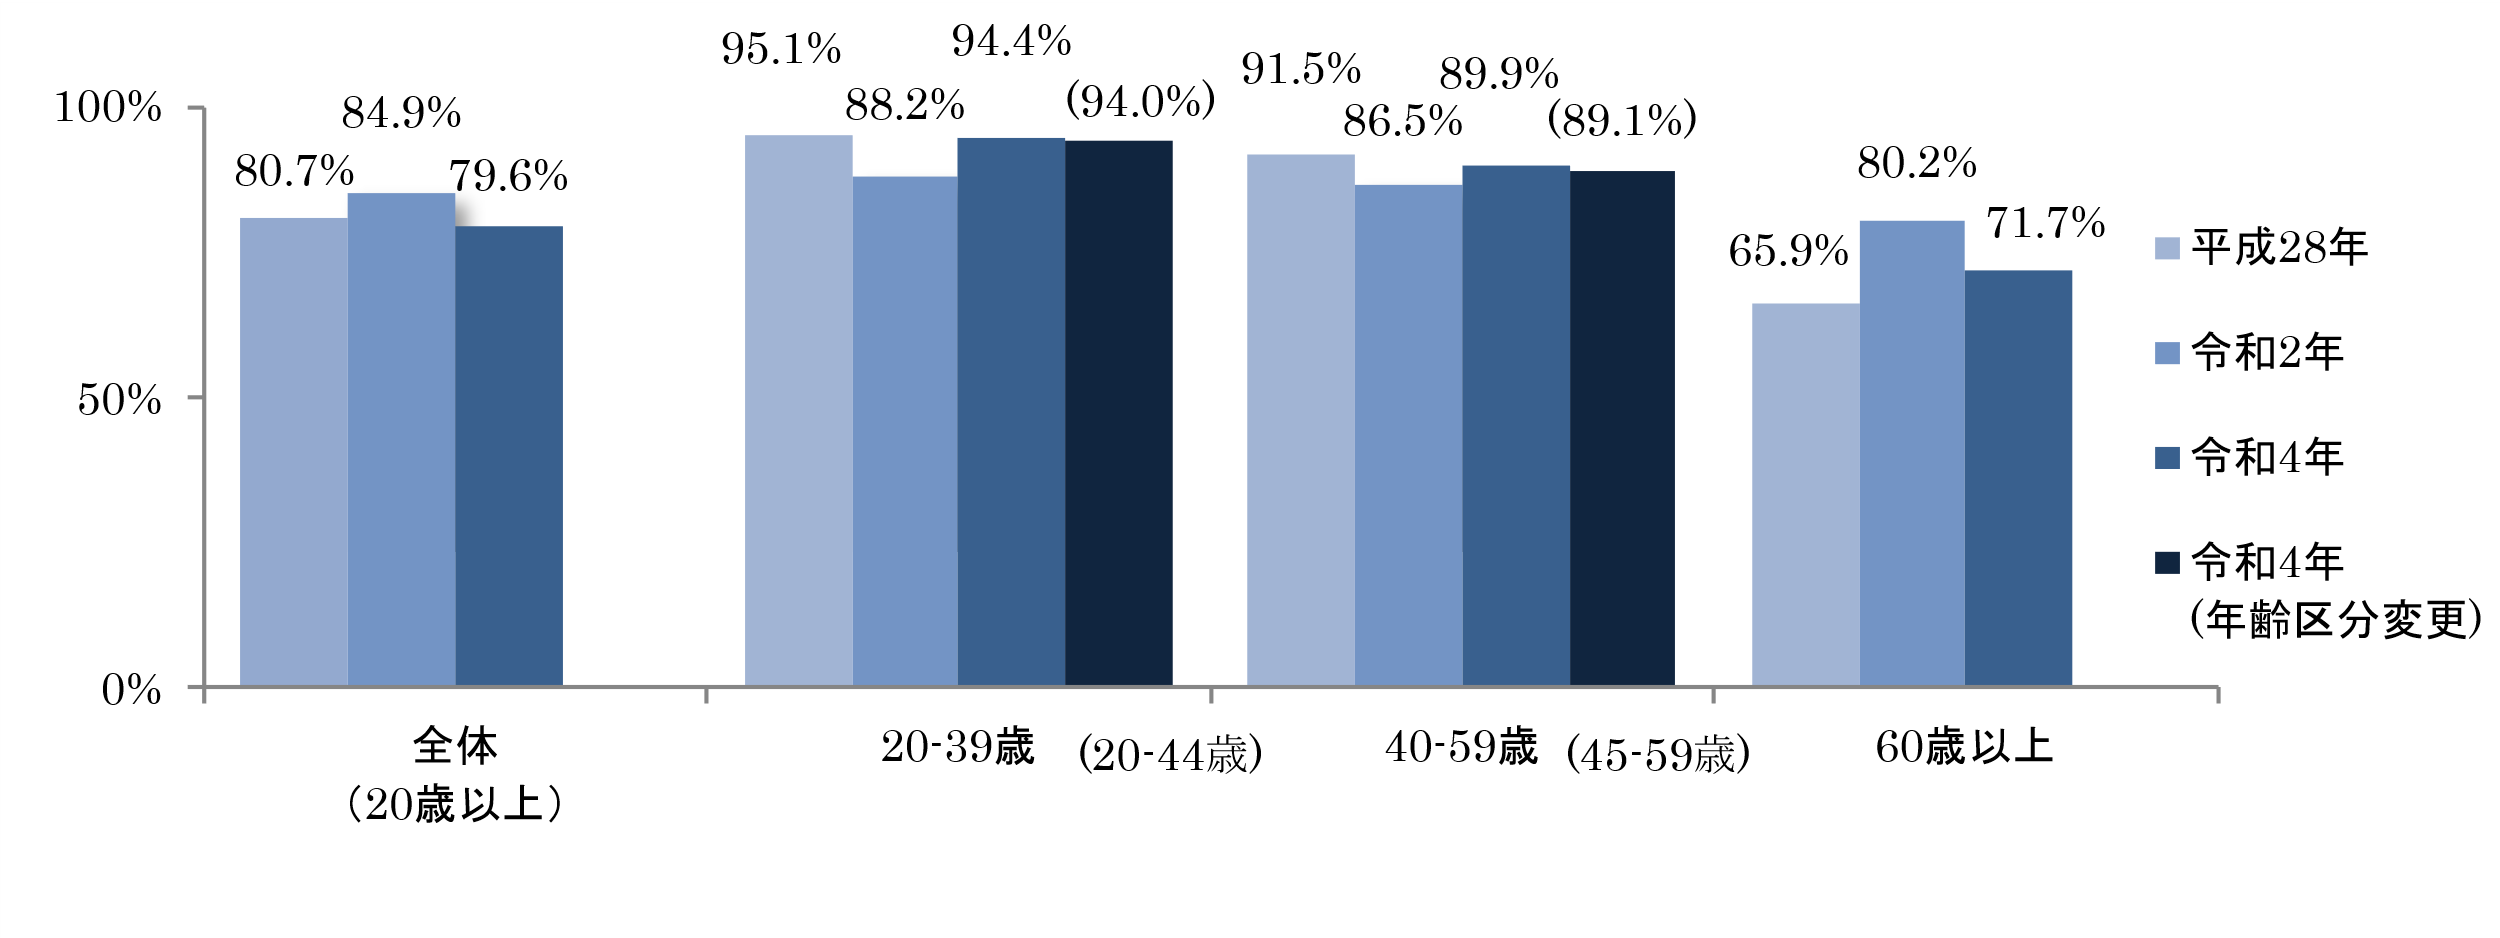 95.1%
94.4%
91.5%
89.9%
100%
84.9%
88.2%
(94.0%)
86.5%
(89.1%)
80.7%
79.6%
80.2%
65.9%
71.7%
平成28年
令和2年
50%
令和4年
令和4年
(年齢区分変更)
0%
全体
（20歳以上）
20-39歳
(20-44歳)
40-59歳
(45-59歳)
60歳以上